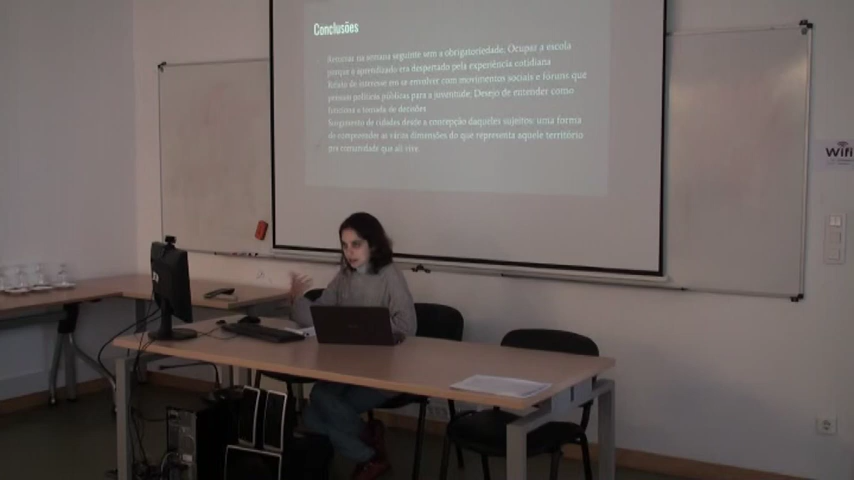 Conclusões
Retornar na semana seguinte sem a obrigatoriedade. Ocupar a escola
porque a aprendizado era despertado pela experiência cotidiana
Relato de interesse em se envolver com movimentos sociais e fóruns que
pensam políticas públicas para a juventude. Desejo de entender como
funciona a tomada de decisões
Surgimento de cidades desde a concepção daqueles sujeitos: uma forma
de compreender as várias dimensões do que representa aquele território
pra comunidade que ali vive
Wifi